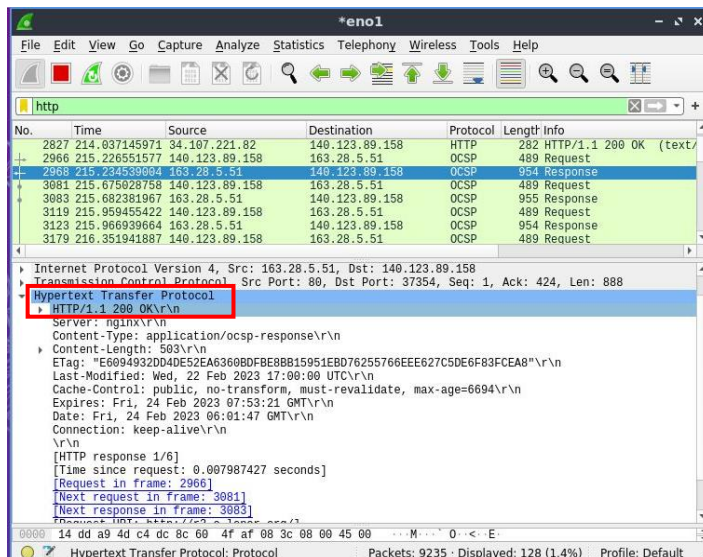 *eno1
File Edit View Go Capture Analyze Statistics Telephony Wireless Tools Help
http
No. Time Source Destination Protocol Length Info
2827 214.037145971 34.107.221.82 140.123.89.158 HTTP 282 HTTP/1.1 200 OK (text/
2966 215.226551577 140.123.89.158 163.28.5.51 OCSP 489 Request
2968 215.234539004 163.28.5.51 140.123.89.158 OCSP 954 Response
3081 215.675028758 140.123.89.158 163.28.5.51 OCSP 489 Request
3083 215.682381967 163.28.5.51 140.123.89.158 OCSP 955 Response
3119 215.959455422 140.123.89.158 163.28.5.51 OCSP 489 Request
3123 215.966939664 163.28.5.51 140.123.89.158 OCSP 954 Response
3179 216.351941887 140.123.89.158 163.28.5.51 OCSP 489 Request
Internet Protocol Version 4, Src: 163.28.5.51, Dst: 140.123.89.158
Transmission Control Protocol, Src Port: 80, Dst Port: 37354, Seq: 1, Ack: 424, Len: 888
Hypertext Transfer Protocol
HTTP/1.1 200 OK\r\n
Server: nginx\r\n
Content-Type: application/ocsp-response\r\n
Content-Length: 503\r\n
ETag: "E6094932DD4DE52EA6360BDFBE8BB15951EBD76255766EEE627C5DE6F83FCEA8"\r\n
Last-Modified: Wed, 22 Feb 2023 17:00:00 UTC\r\n
Cache-Control: public, no-transform, must-revalidate, max-age=6694\r\n
Expires: Fri, 24 Feb 2023 07:53:21 GMT\r\n
Date: Fri, 24 Feb 2023 06:01:47 GMT\r\n
Connection: keep-alive\r\n
\r\n
[HTTP response 1/6]
[Time since request: 0.007987427 seconds]
[Request in frame: 2966]
[Next request in frame: 3081]
[Next response in frame: 3083]
[Request URI: http://r3.o.lencr.org/]
0000 14 dd a9 4d c4 dc 8c 60 4f af 08 3c 08 00 45 00 ···M···` O··<··E·
Hypertext Transfer Protocol: Protocol Packets: 9235 · Displayed: 128 (1.4%) Profile: Default